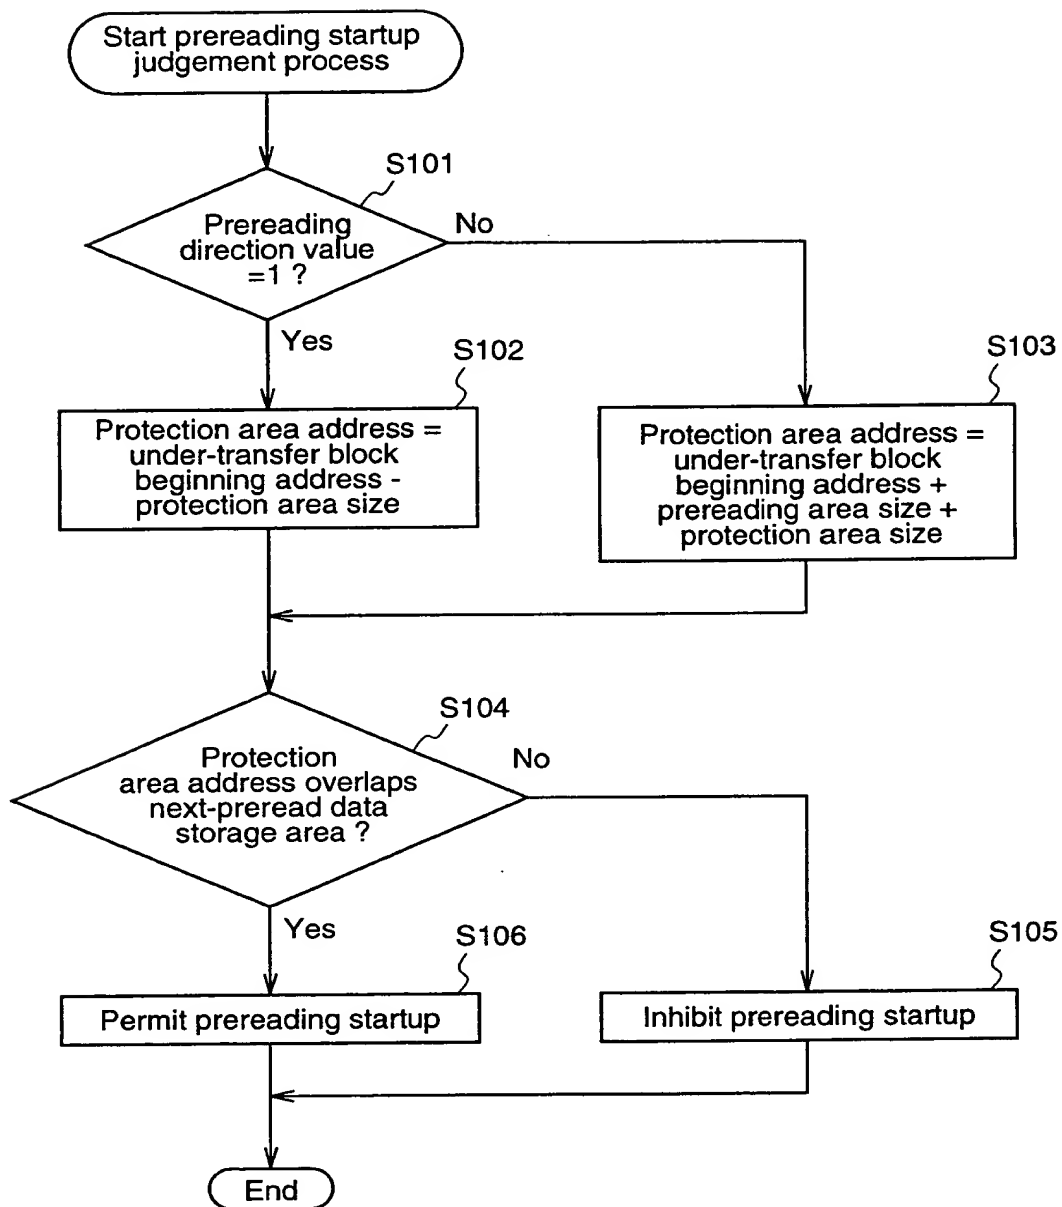 Start prereading startup
judgement process
S101
Prereading
direction value
=1 ?
No
Yes
S102
Protection area address =
under-transfer block
beginning address -
protection area size
S103
Protection area address =
under-transfer block
beginning address +
prereading area size +
protection area size
S104
Protection
area address overlaps
next-preread data
storage area ?
No
Yes
S106
Permit prereading startup
S105
Inhibit prereading startup
End